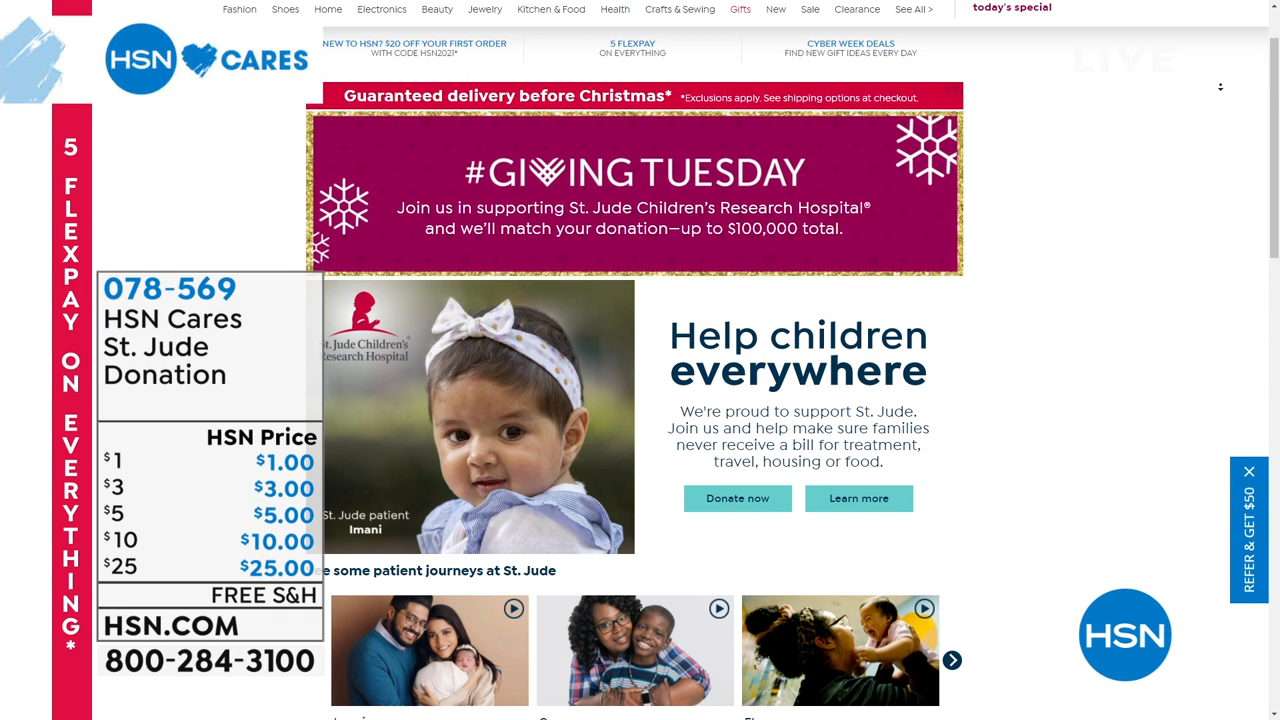 Fashion Shoes Home Electronics Beauty Jewelry Kitchen & Food Health Crafts & Sewing Gifts New Sale Clearance See All >
today's special
HSN CARES
NEW TO HSN? $20 OFF YOUR FIRST ORDER
WITH CODE HSN2021*
5 FLEXPAY
ON EVERYTHING
CYBER WEEK DEALS
FIND NEW GIFT IDEAS EVERY DAY
LIVE
Guaranteed delivery before Christmas* *Exclusions apply. See shipping options at checkout.
#GIVING TUESDAY
Join us in supporting St. Jude Children's Research Hospital®
and we'll match your donation—up to $100,000 total.
5 FLEXPAY ON EVERYTHING*
078-569
HSN Cares
St. Jude
Donation
HSN Price
$1 $1.00
$3 $3.00
$5 $5.00
$10 $10.00
$25 $25.00
FREE S&H
HSN.COM
800-284-3100
St. Jude Children's
Research Hospital
St. Jude patient
Imani
Help children
everywhere
We're proud to support St. Jude.
Join us and help make sure families
never receive a bill for treatment,
travel, housing or food.
Donate now Learn more
some patient journeys at St. Jude
REFER & GET $50
HSN